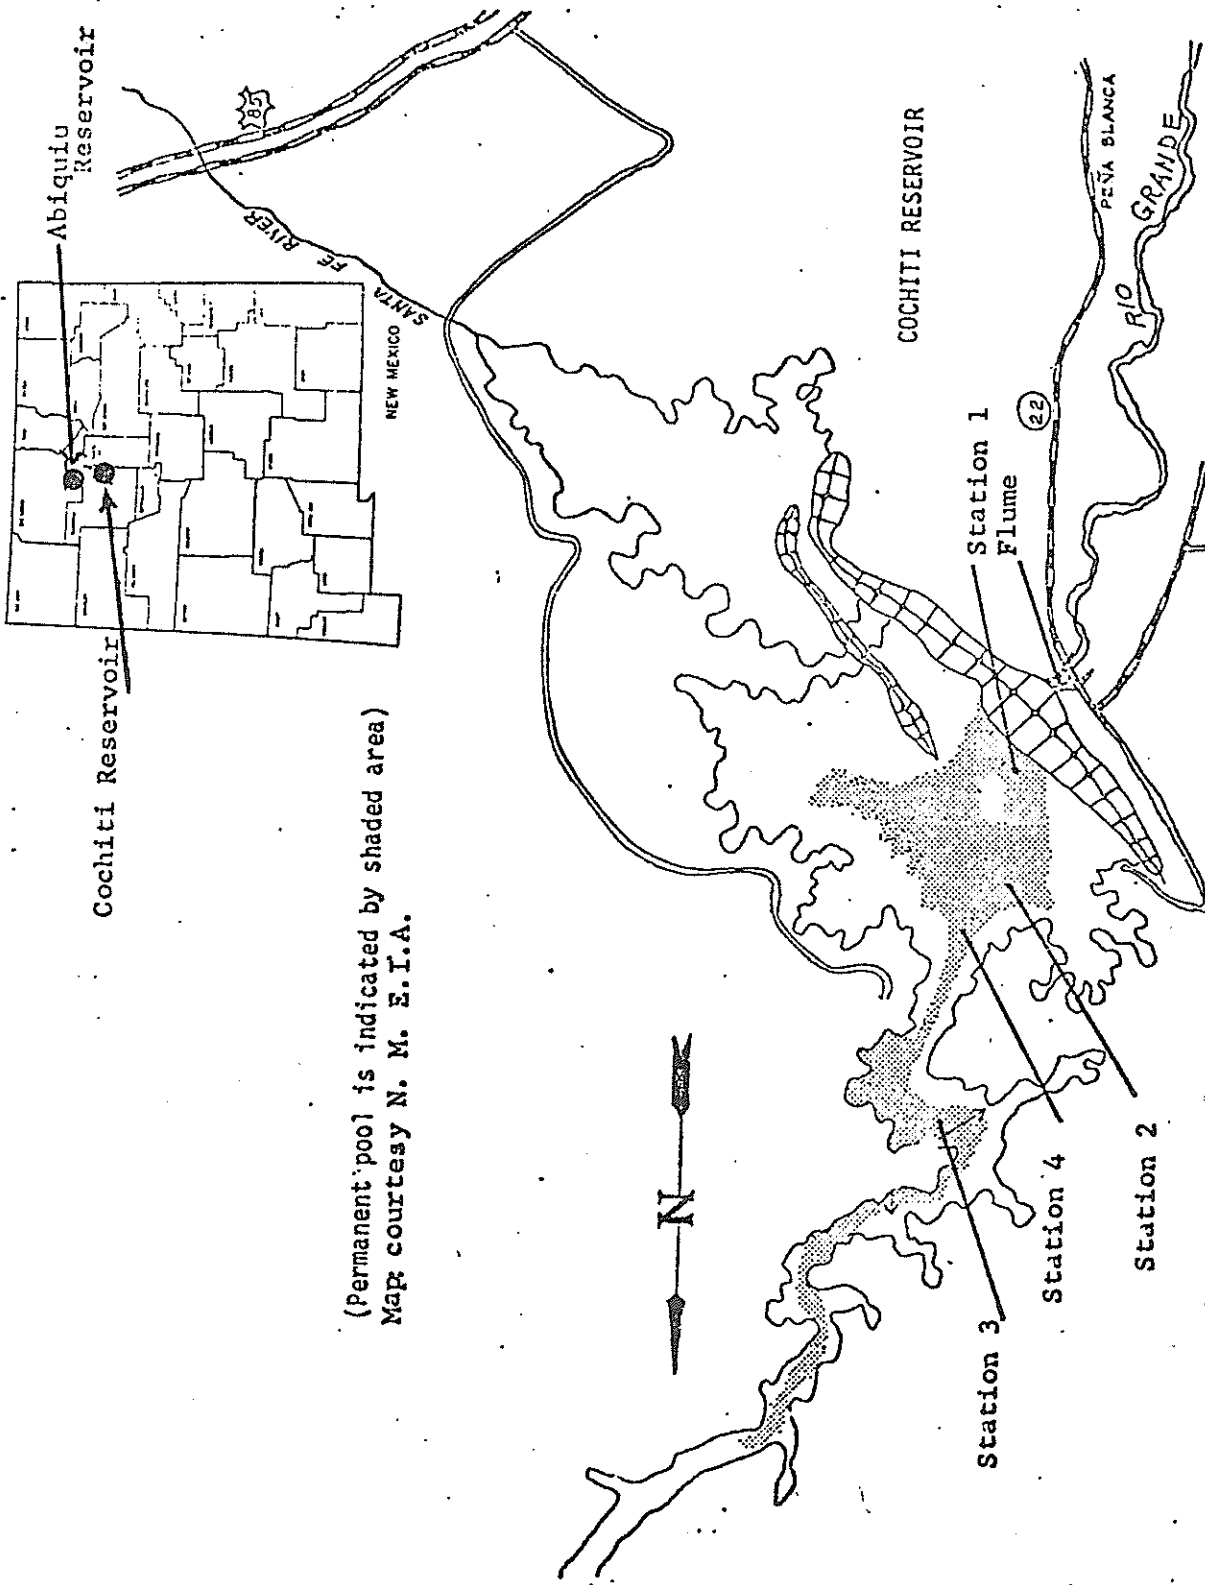 Abiquiu
Reservoir
Cochiti Reservoir
NEW MEXICO
85
SANTA FE RIVER
(Permanent pool is indicated by shaded area)
Map: courtesy N. M. E.I.A.
N
COCHITI RESERVOIR
Station 1
Flume
22
PEÑA BLANCA
RIO GRANDE
Station 3
Station 4
Station 2